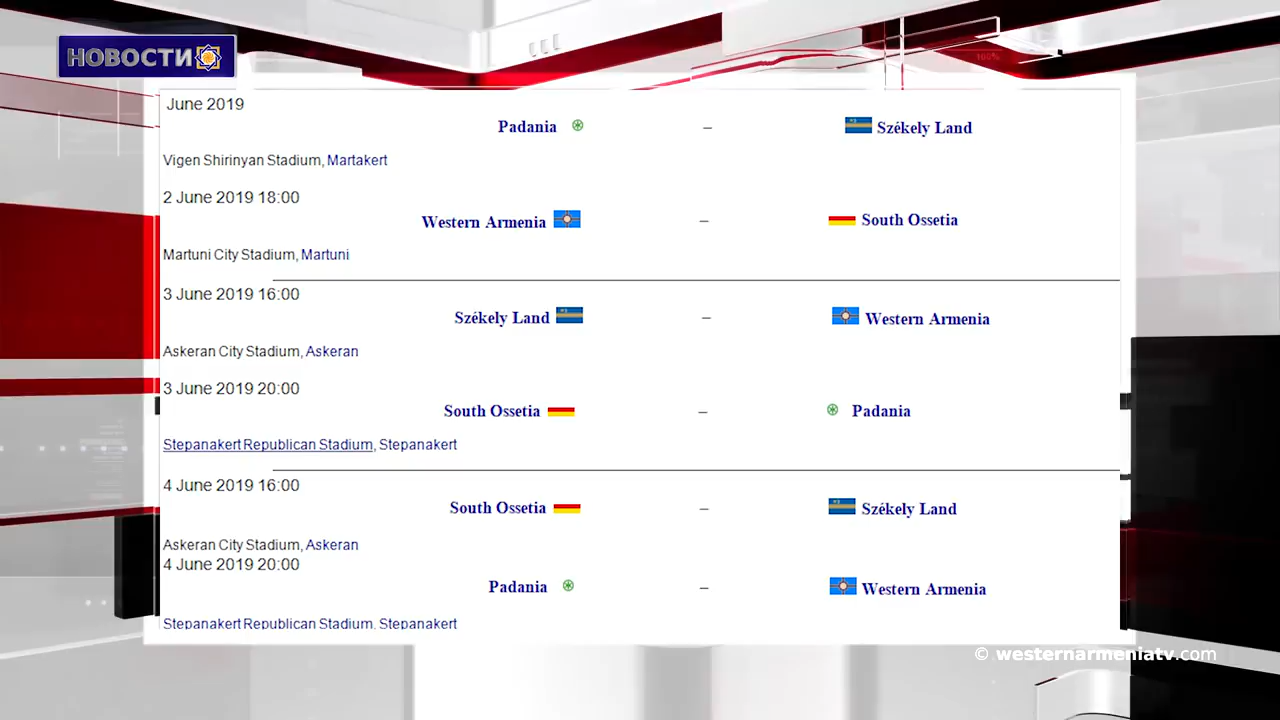 НОВОСТИ
100%
June 2019
Padania – Székely Land
Vigen Shirinyan Stadium, Martakert
2 June 2019 18:00
Western Armenia – South Ossetia
Martuni City Stadium, Martuni
3 June 2019 16:00
Székely Land – Western Armenia
Askeran City Stadium, Askeran
3 June 2019 20:00
South Ossetia – Padania
Stepanakert Republican Stadium, Stepanakert
4 June 2019 16:00
South Ossetia – Székely Land
Askeran City Stadium, Askeran
4 June 2019 20:00
Padania – Western Armenia
Stepanakert Republican Stadium, Stepanakert
© westernarmeniatv.com